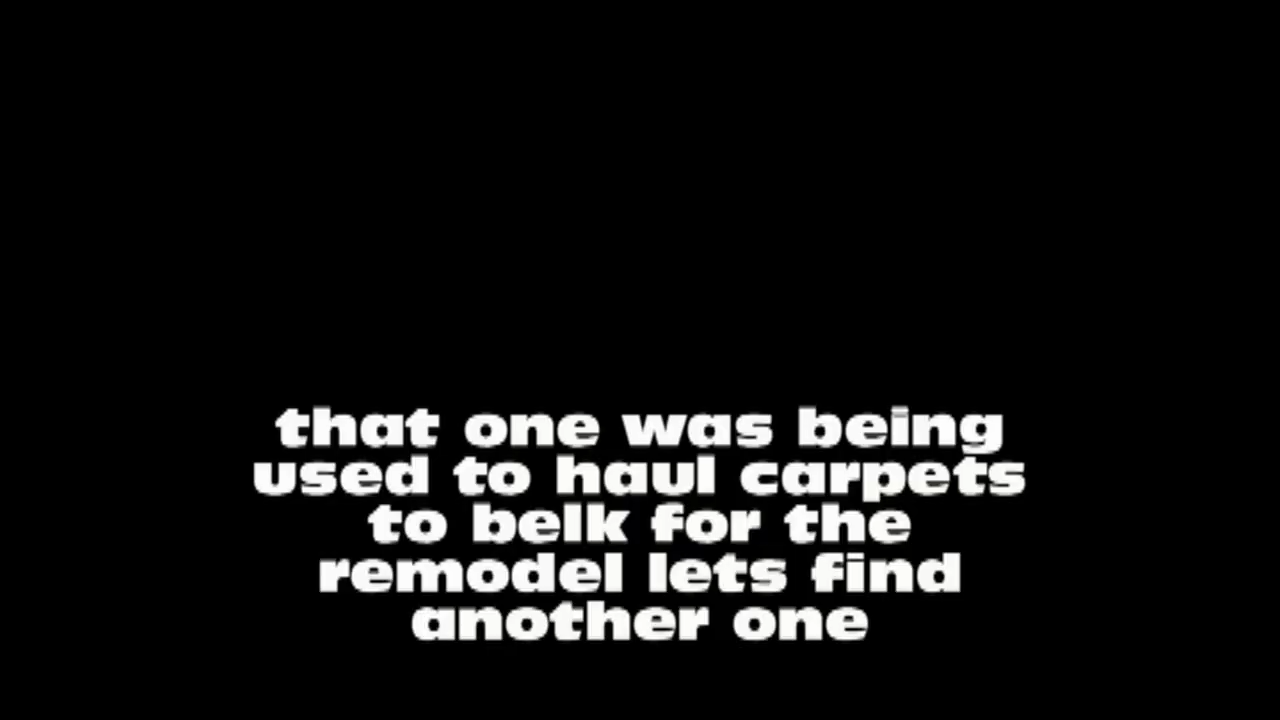 that one was being
used to haul carpets
to belk for the
remodel lets find
another one